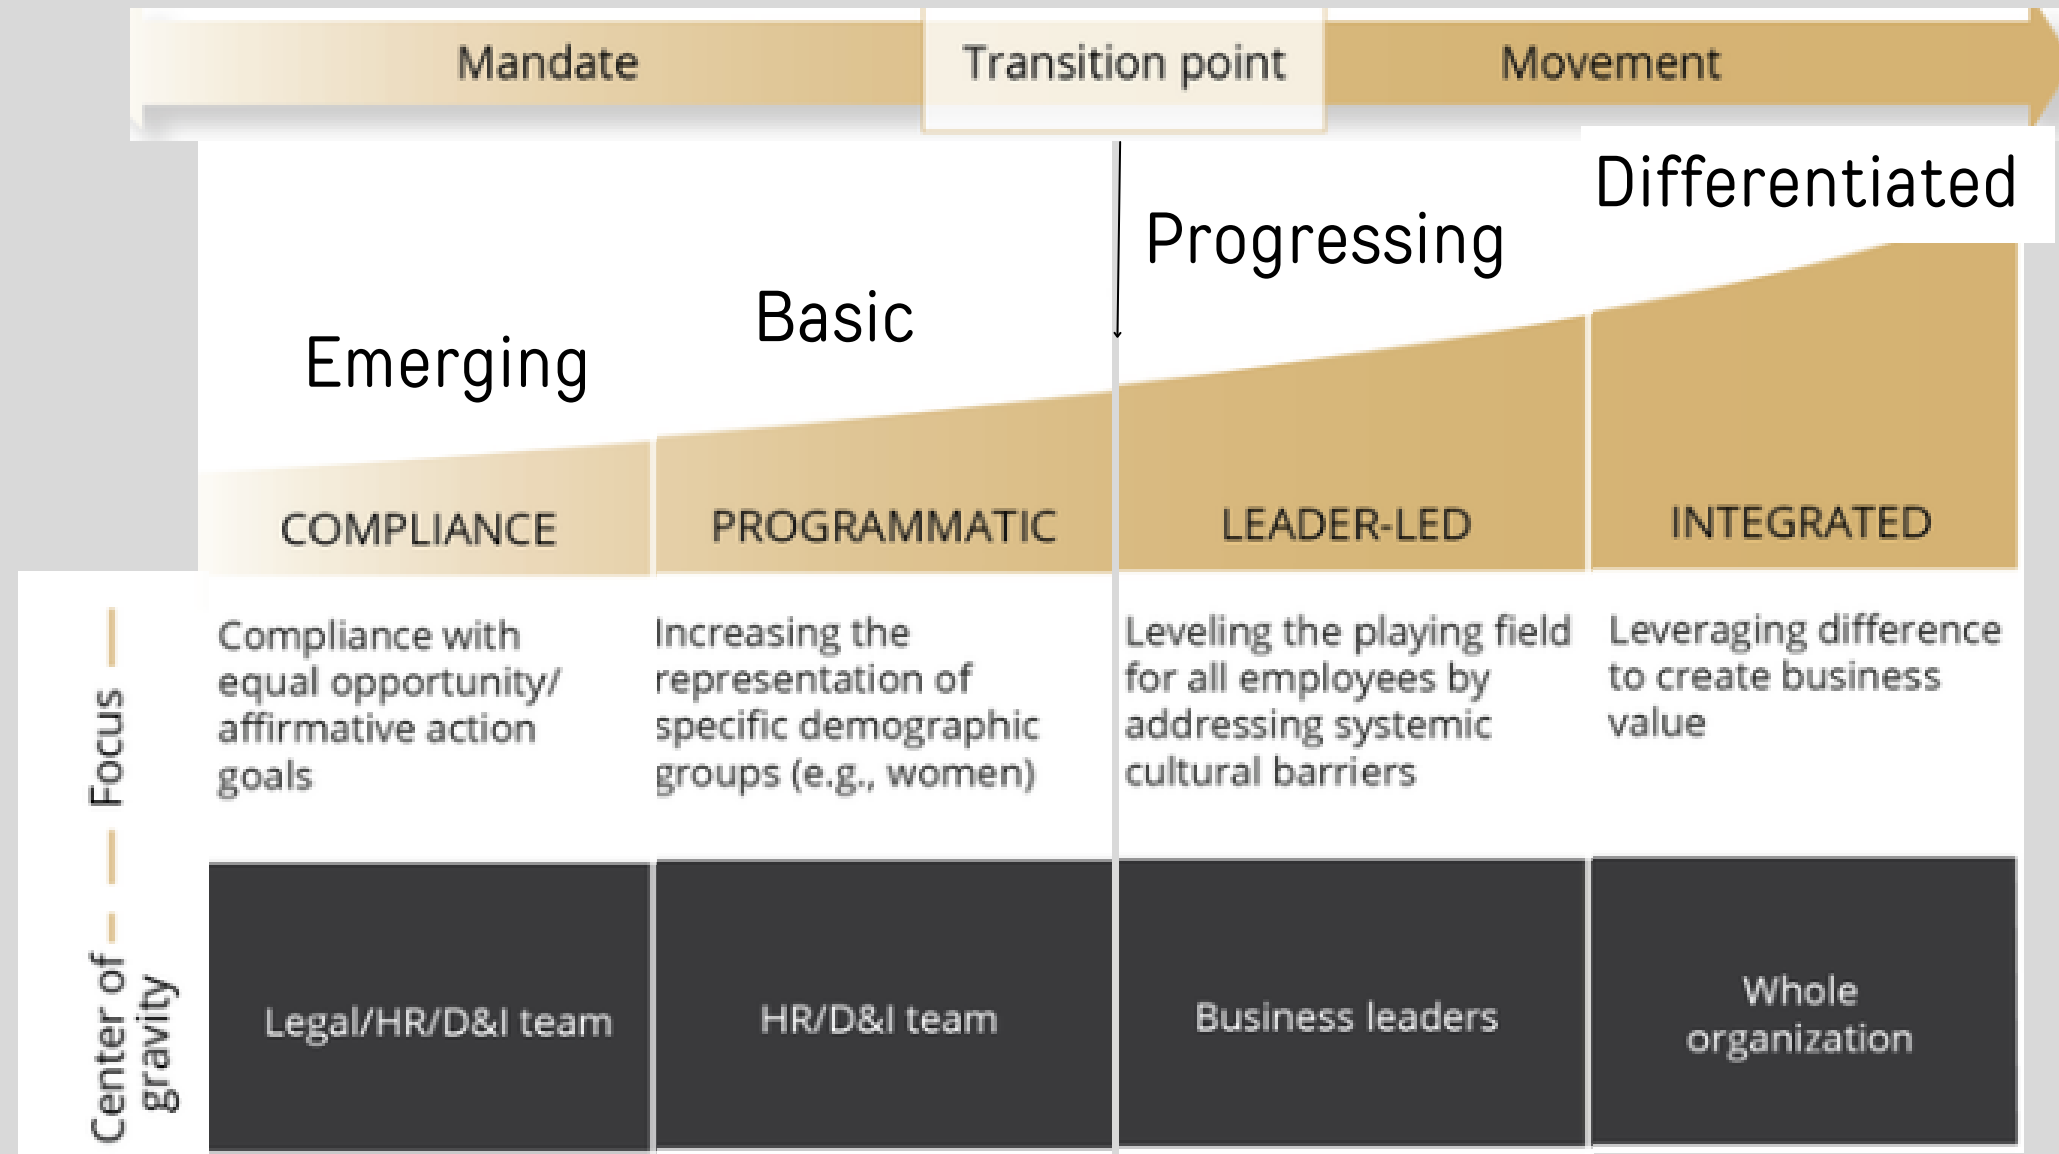 Mandate
Transition point
Movement
Emerging
Basic
Progressing
Differentiated
COMPLIANCE
PROGRAMMATIC
LEADER-LED
INTEGRATED
Focus
Compliance with
equal opportunity/
affirmative action
goals
Increasing the
representation of
specific demographic
groups (e.g., women)
Leveling the playing field
for all employees by
addressing systemic
cultural barriers
Leveraging difference
to create business
value
Center of
gravity
Legal/HR/D&I team
HR/D&I team
Business leaders
Whole
organization